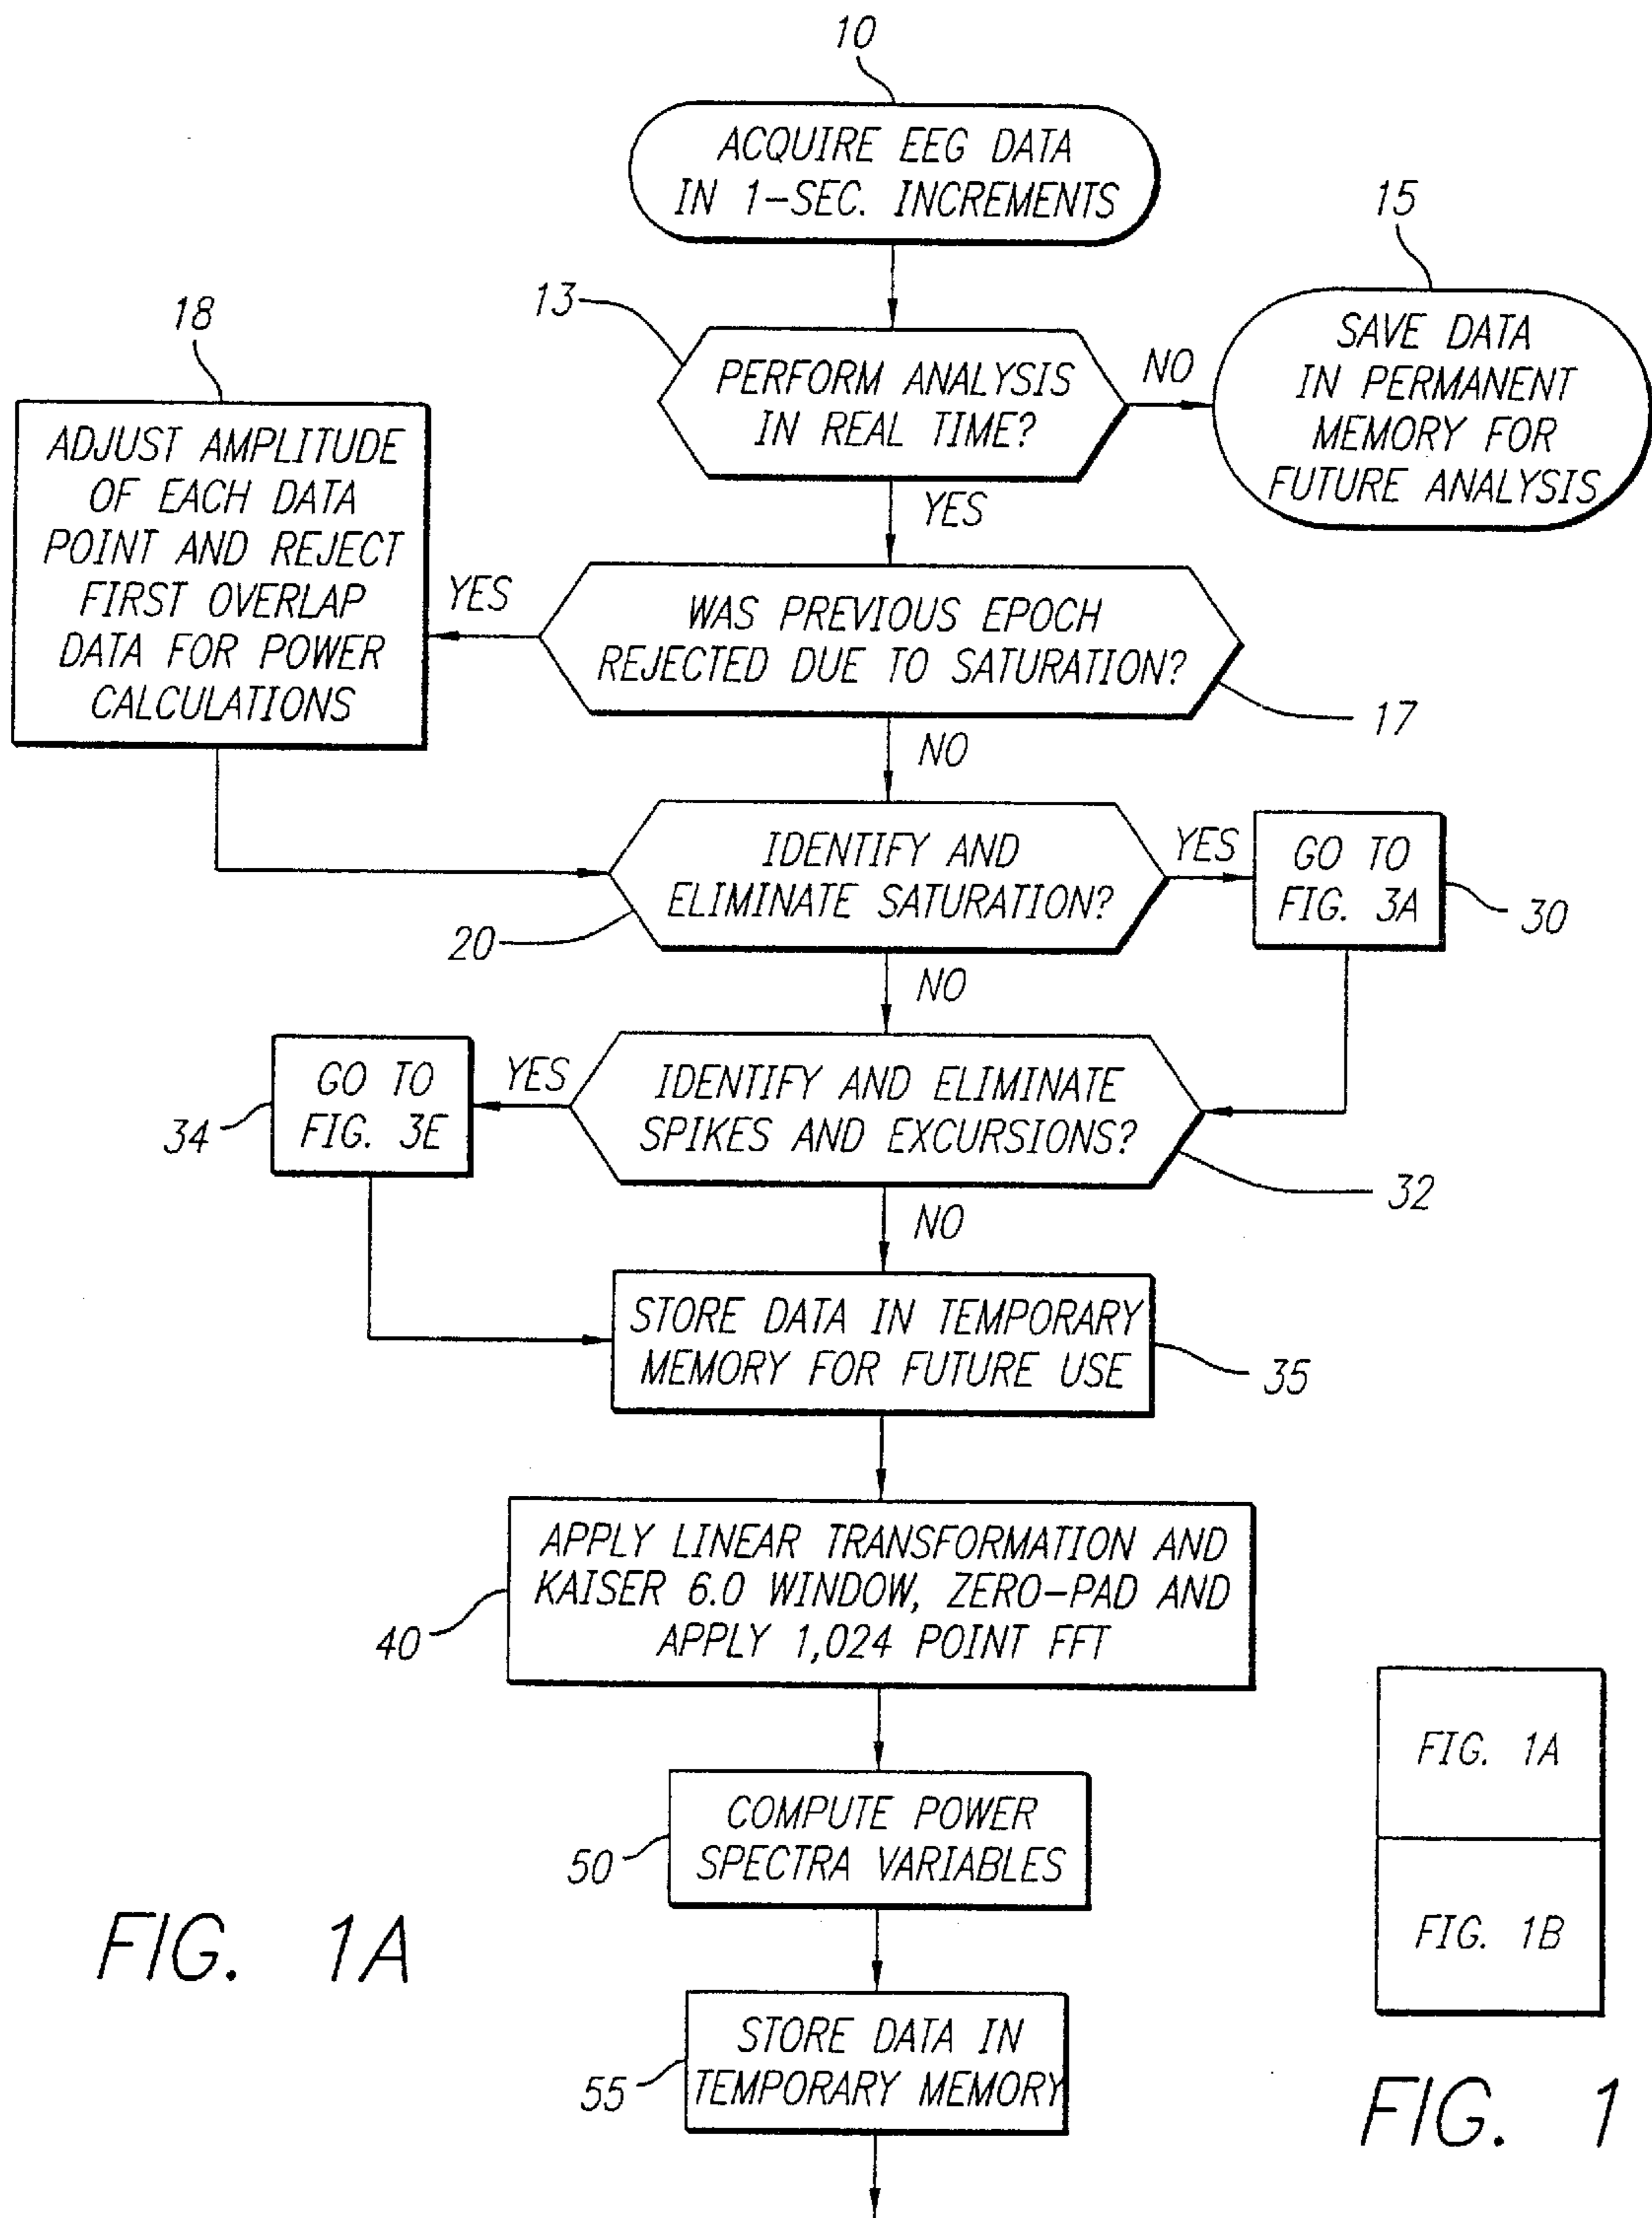 10
ACQUIRE EEG DATA
IN 1-SEC. INCREMENTS
15
13
PERFORM ANALYSIS
IN REAL TIME?
NO
SAVE DATA
IN PERMANENT
MEMORY FOR
FUTURE ANALYSIS
YES
18
ADJUST AMPLITUDE
OF EACH DATA
POINT AND REJECT
FIRST OVERLAP
DATA FOR POWER
CALCULATIONS
YES
WAS PREVIOUS EPOCH
REJECTED DUE TO SATURATION?
17
NO
IDENTIFY AND
ELIMINATE SATURATION?
20
YES
GO TO
FIG. 3A
30
NO
IDENTIFY AND ELIMINATE
SPIKES AND EXCURSIONS?
32
YES
GO TO
FIG. 3E
34
NO
STORE DATA IN TEMPORARY
MEMORY FOR FUTURE USE
35
APPLY LINEAR TRANSFORMATION AND
KAISER 6.0 WINDOW, ZERO-PAD AND
APPLY 1,024 POINT FFT
40
COMPUTE POWER
SPECTRA VARIABLES
50
STORE DATA IN
TEMPORARY MEMORY
55
FIG. 1A
FIG. 1A
FIG. 1B
FIG. 1